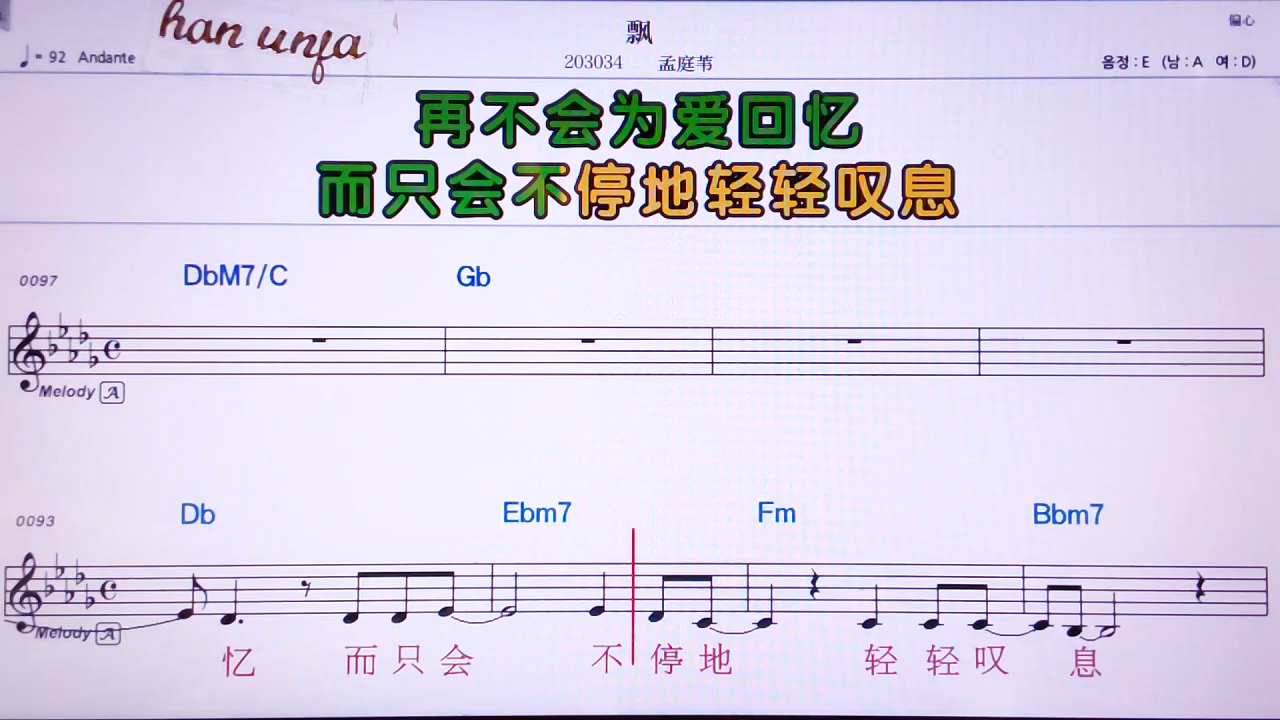 han unja
飘
偏心
♩= 92 Andante
203034 孟庭苇
음정 : E (남 : A 여 : D)
再不会为爱回忆
而只会不停地轻轻叹息
0097
DbM7/C Gb
Melody A
0093
Db Ebm7 Fm Bbm7
Melody A
忆 而只会 不停地 轻轻叹 息